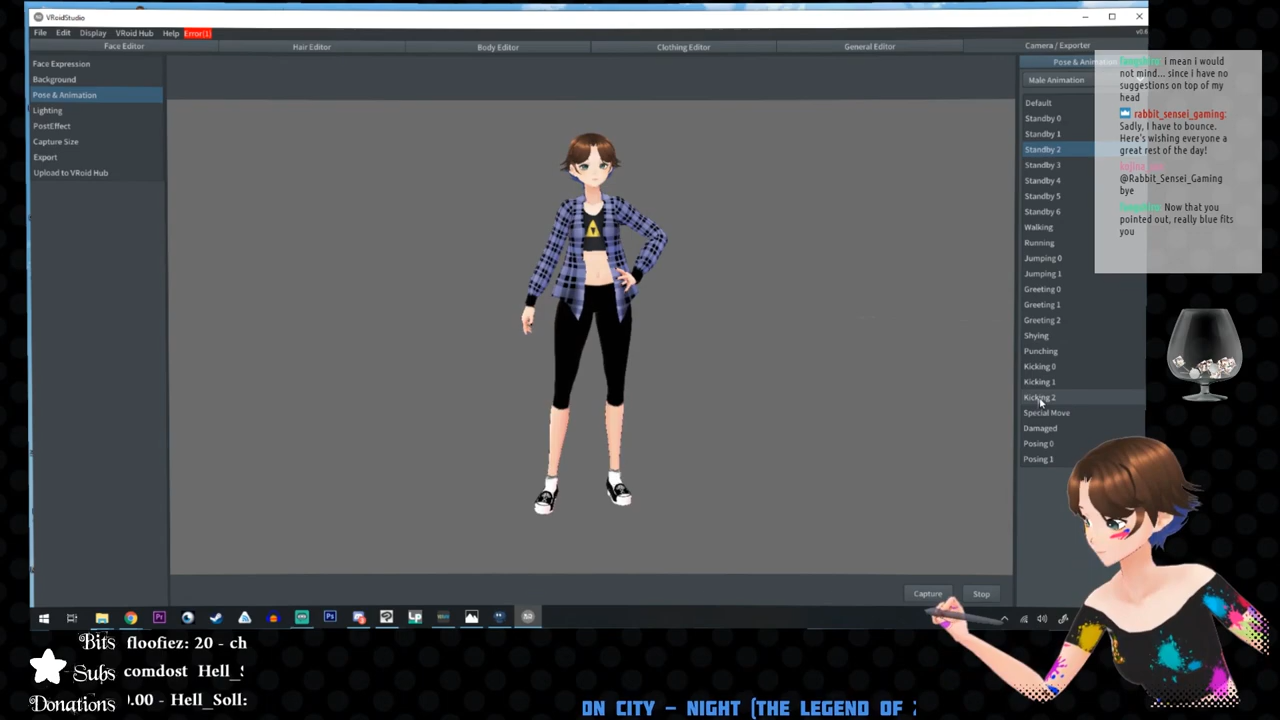 VRoidStudio
File Edit Display VRoid Hub Help Error(1)
v0.6
Face Editor Hair Editor Body Editor Clothing Editor General Editor Camera / Exporter
Face Expression
Background
Pose & Animation
Lighting
PostEffect
Capture Size
Export
Upload to VRoid Hub
Pose & Animation
Male Animation
Default
Standby 0
Standby 1
Standby 2
Standby 3
Standby 4
Standby 5
Standby 6
Walking
Running
Jumping 0
Jumping 1
Greeting 0
Greeting 1
Greeting 2
Shying
Punching
Kicking 0
Kicking 1
Kicking 2
Special Move
Damaged
Posing 0
Posing 1
i mean i would
not mind... since i have no
suggestions on top of my
head
rabbit_sensei_gaming:
Sadly, I have to bounce.
Here's wishing everyone a
great rest of the day!
@Rabbit_Sensei_Gaming
bye
Now that you
pointed out, really blue fits
you
Capture Stop
Bits floofiez: 20 - ch
Subs comdost Hell_S
Donations 0.00 - Hell_Soll:
ON CITY - NIGHT (THE LEGEND OF